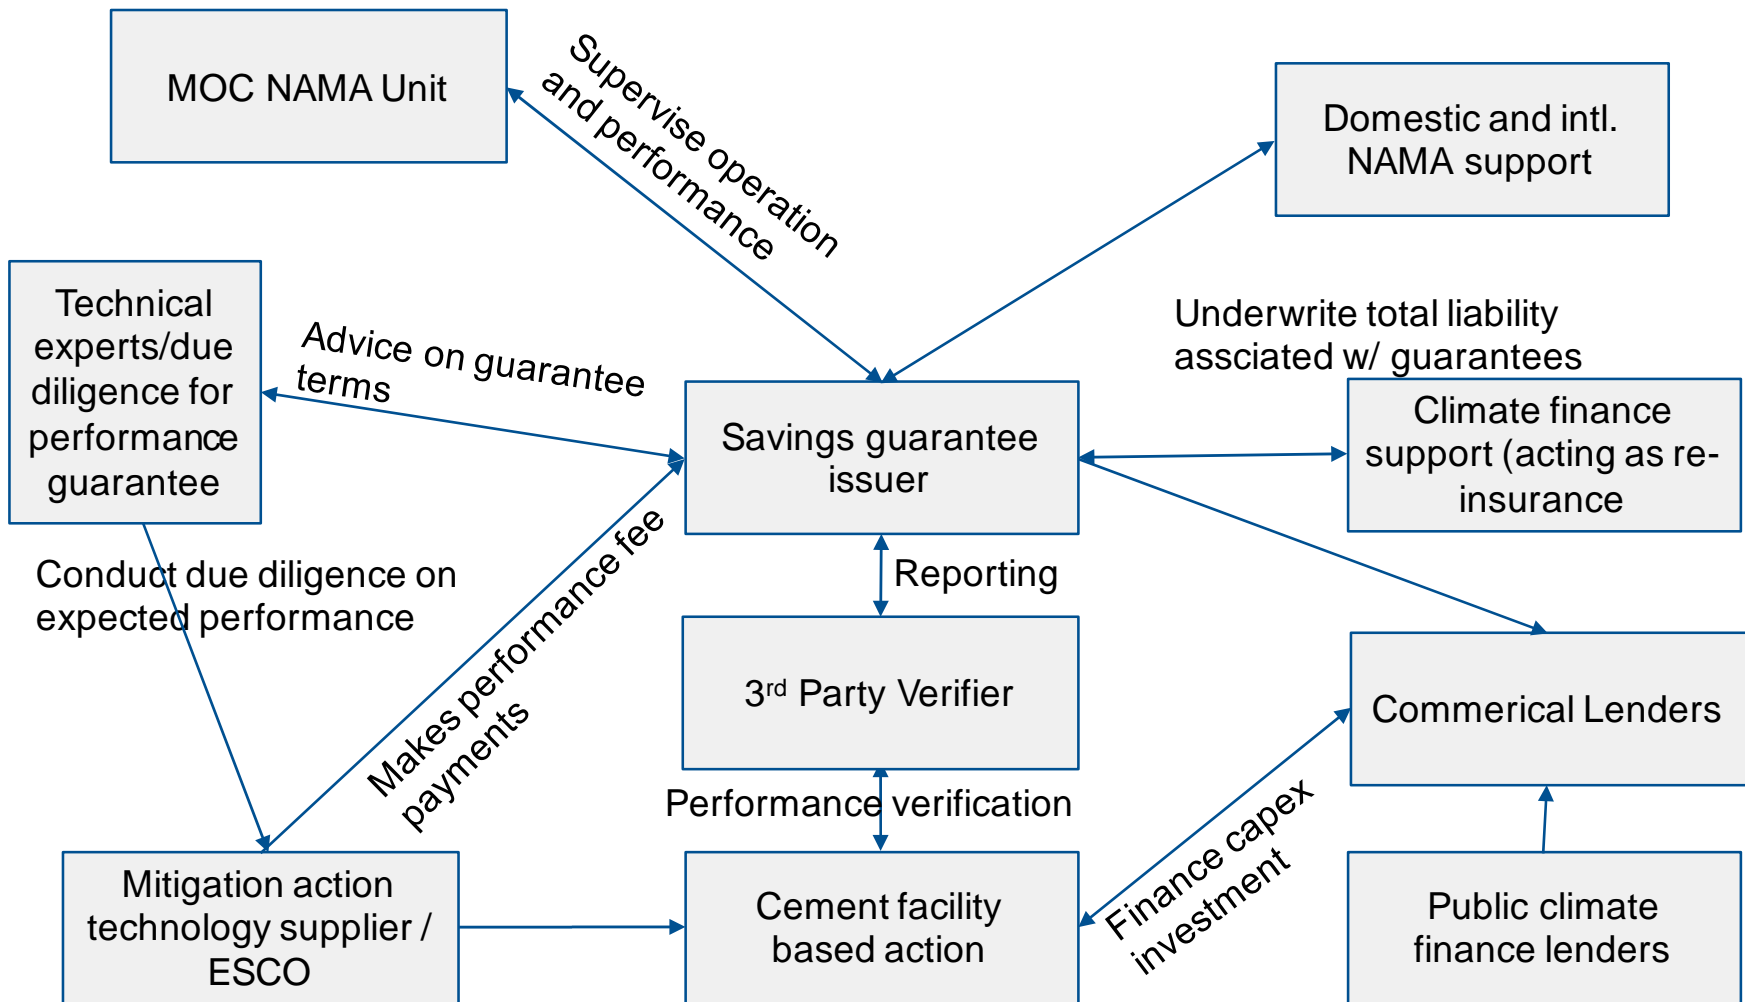 MOC NAMA Unit
Supervise operation
and performance
Domestic and intl.
NAMA support
Technical
experts/due
diligence for
performance
guarantee
Advice on guarantee
terms
Underwrite total liability
assciated w/ guarantees
Savings guarantee
issuer
Climate finance
support (acting as re-
insurance
Conduct due diligence on
expected performance
Makes performance fee
payments
Reporting
3rd Party Verifier
Commerical Lenders
Performance verification
Finance capex
investment
Mitigation action
technology supplier /
ESCO
Cement facility
based action
Public climate
finance lenders